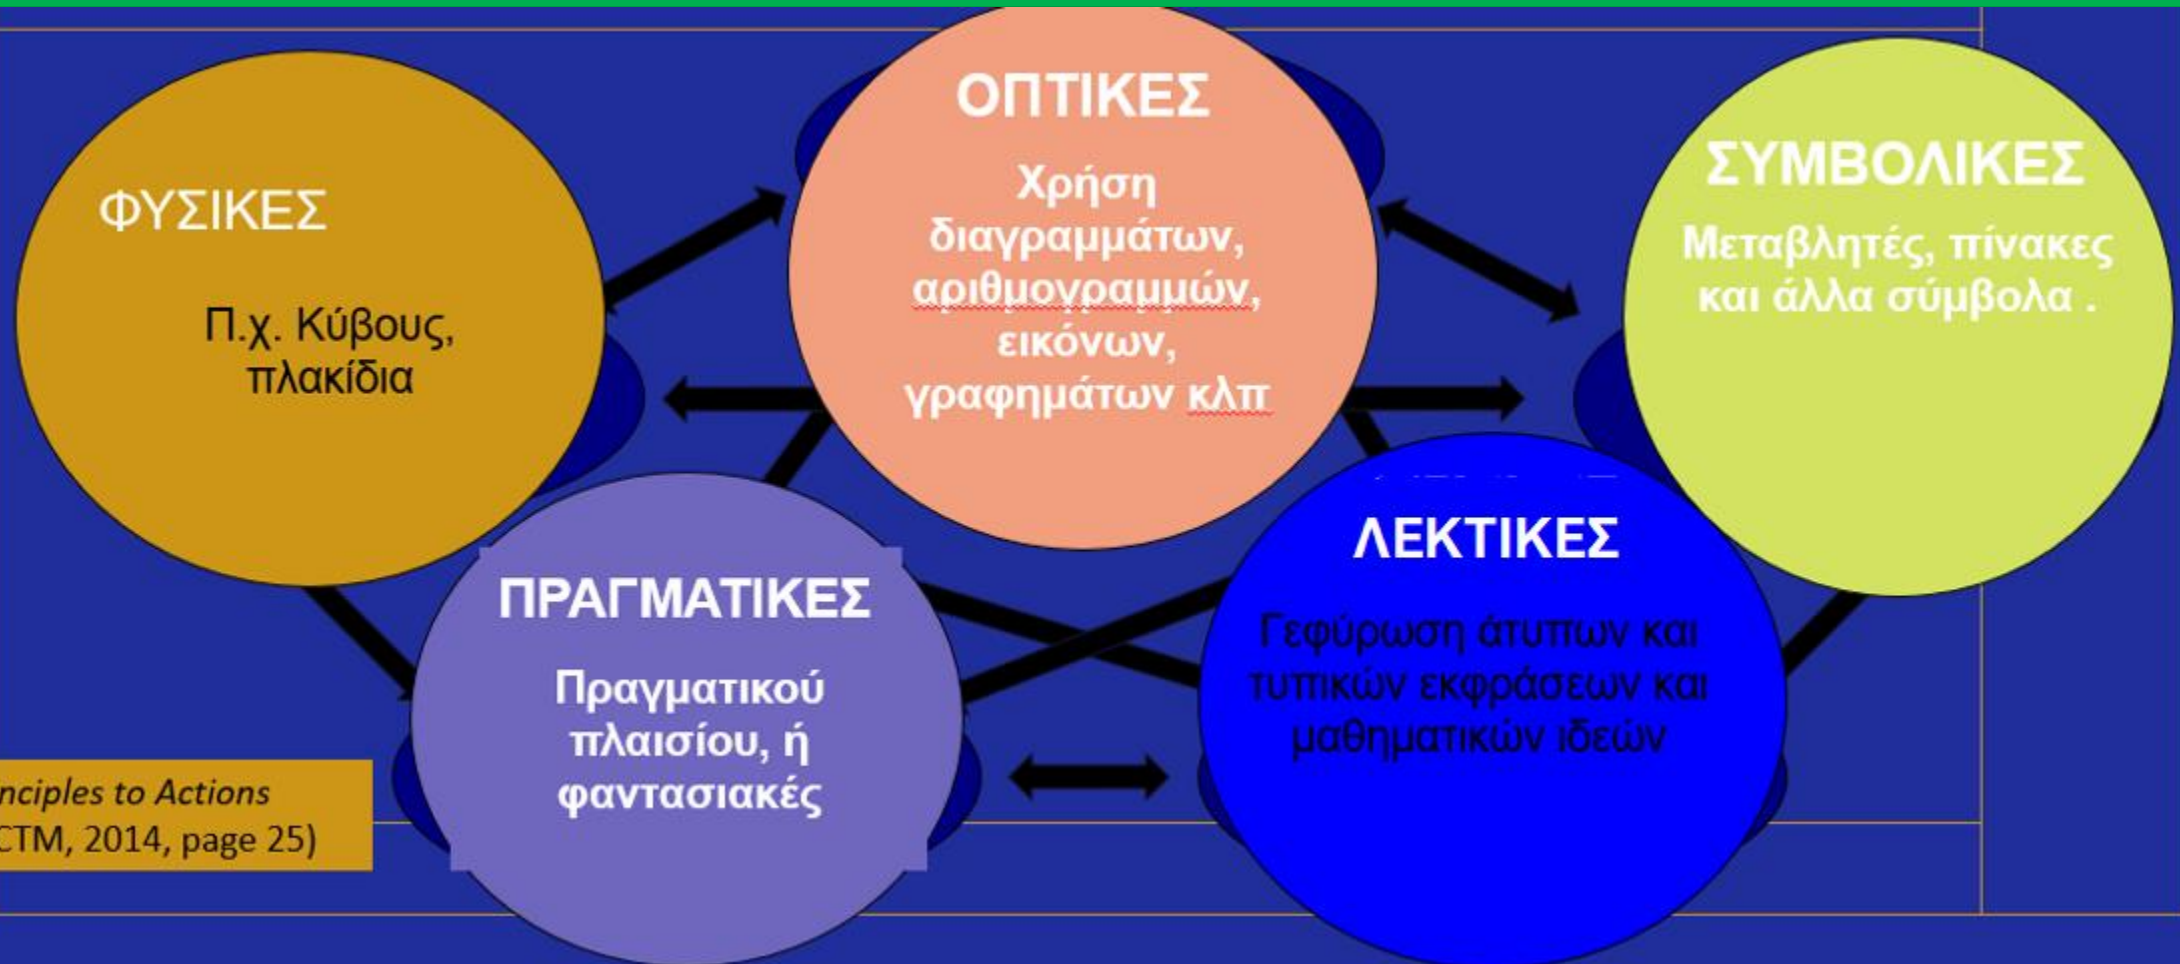 ΟΠΤΙΚΕΣ
Χρήση
διαγραμμάτων,
αριθμογραμμών,
εικόνων,
γραφημάτων κλπ
ΣΥΜΒΟΛΙΚΕΣ
Μεταβλητές, πίνακες
και άλλα σύμβολα .
ΦΥΣΙΚΕΣ
Π.χ. Κύβους,
πλακίδια
ΠΡΑΓΜΑΤΙΚΕΣ
Πραγματικού
πλαισίου, ή
φαντασιακές
ΛΕΚΤΙΚΕΣ
Γεφύρωση άτυπων και
τυπικών εκφράσεων και
μαθηματικών ιδεών
nciples to Actions
CTM, 2014, page 25)